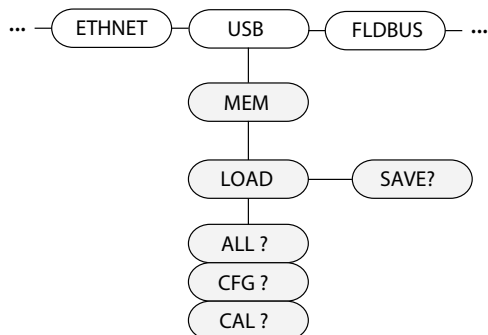 ... ETHNET USB FLDBUS ...
MEM
LOAD SAVE?
ALL ?
CFG ?
CAL ?